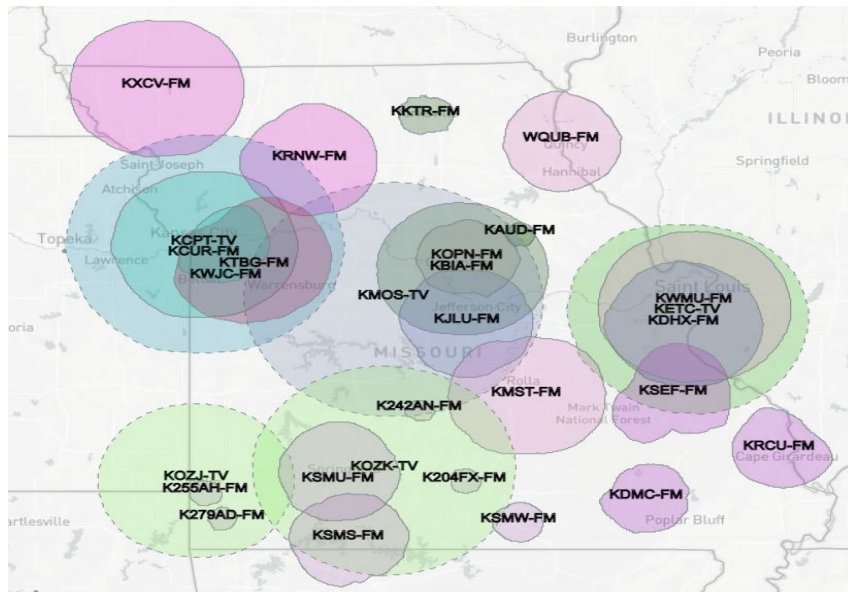 Burlington
Peoria
KXCV-FM
Bloom
KKTR-FM
ILLINOI
WQUB-FM
Quincy
KRNW-FM
Saint Joseph
Springfield
Hannibal
Atchison
KAUD-FM
Topeka
KCPT-TV
KCUR-FM
KOPN-FM
Lawrence
KTBG-FM
KBIA-FM
KWJC-FM
Warrensburg
Saint Louis
KMOS-TV
KWMU-FM
Jefferson City
KETC-TV
KJLU-FM
KDHX-FM
oria
MISSOURI
Rolla
KMST-FM
KSEF-FM
K242AN-FM
Mark Twain
National Forest
KRCU-FM
Cape Girardeau
KOZK-TV
KOZJ-TV
KSMU-FM
K204FX-FM
K255AH-FM
KDMC-FM
K279AD-FM
KSMW-FM
Poplar Bluff
artlesville
KSMS-FM